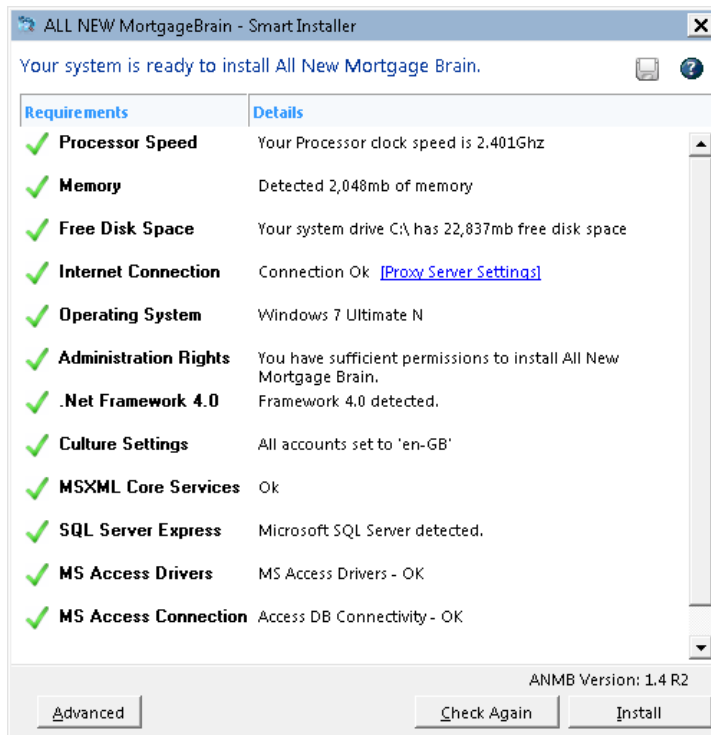 ALL NEW MortgageBrain - Smart Installer
Your system is ready to install All New Mortgage Brain.
Requirements Details
Processor Speed Your Processor clock speed is 2.401Ghz
Memory Detected 2,048mb of memory
Free Disk Space Your system drive C:\ has 22,837mb free disk space
Internet Connection Connection Ok [Proxy Server Settings]
Operating System Windows 7 Ultimate N
Administration Rights You have sufficient permissions to install All New
Mortgage Brain.
.Net Framework 4.0 Framework 4.0 detected.
Culture Settings All accounts set to 'en-GB'
MSXML Core Services Ok
SQL Server Express Microsoft SQL Server detected.
MS Access Drivers MS Access Drivers - OK
MS Access Connection Access DB Connectivity - OK
ANMB Version: 1.4 R2
Advanced Check Again Install